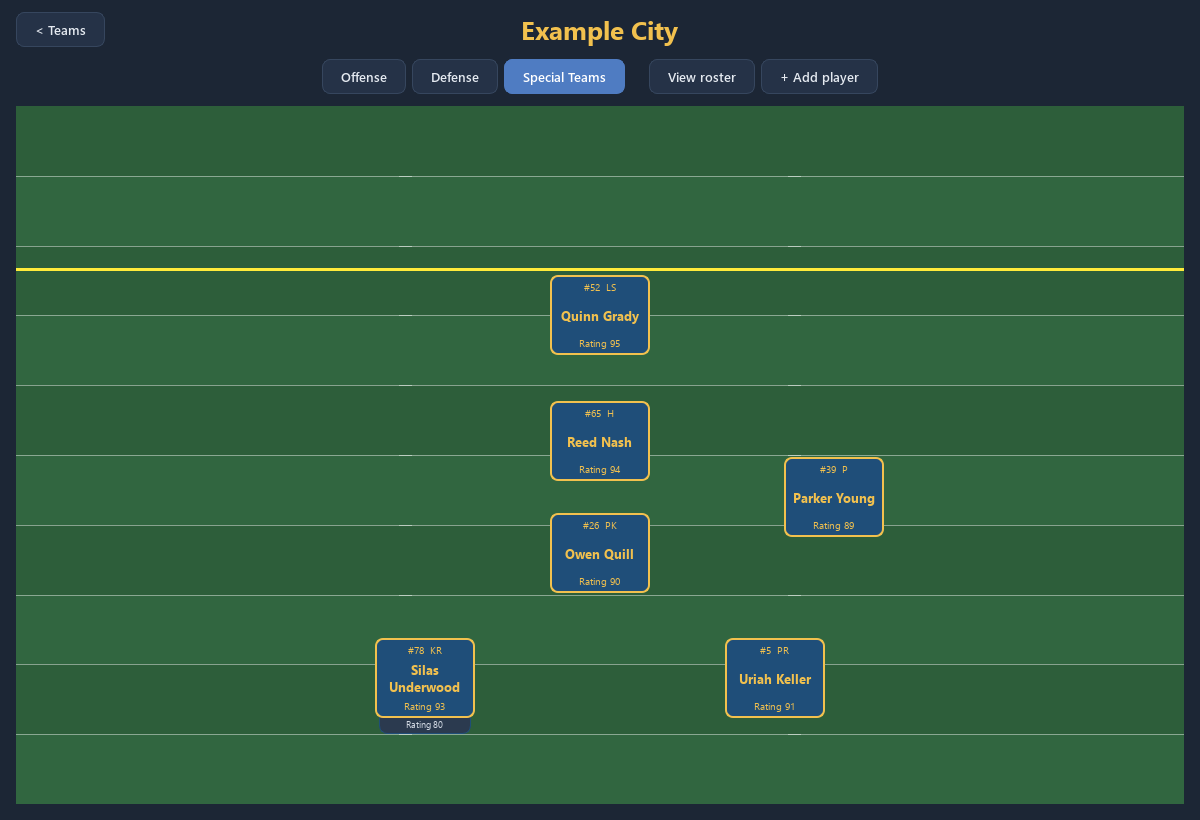 < Teams
Example City
Offense
Defense
Special Teams
View roster
+ Add player
#52 LS
Quinn Grady
Rating 95
#65 H
Reed Nash
Rating 94
#39 P
Parker Young
Rating 89
#26 PK
Owen Quill
Rating 90
#78 KR
Silas
Underwood
Rating 93
Rating 80
#5 PR
Uriah Keller
Rating 91